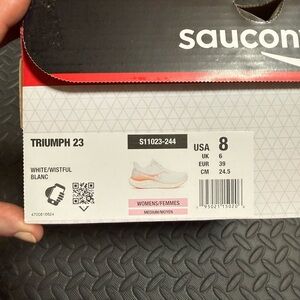 saucony
TRIUMPH 23
S11023-244
WHITE/WISTFUL
BLANC
USA 8
UK 6
EUR 39
CM 24.5
WOMENS/FEMMES
MEDIUM/MOYEN